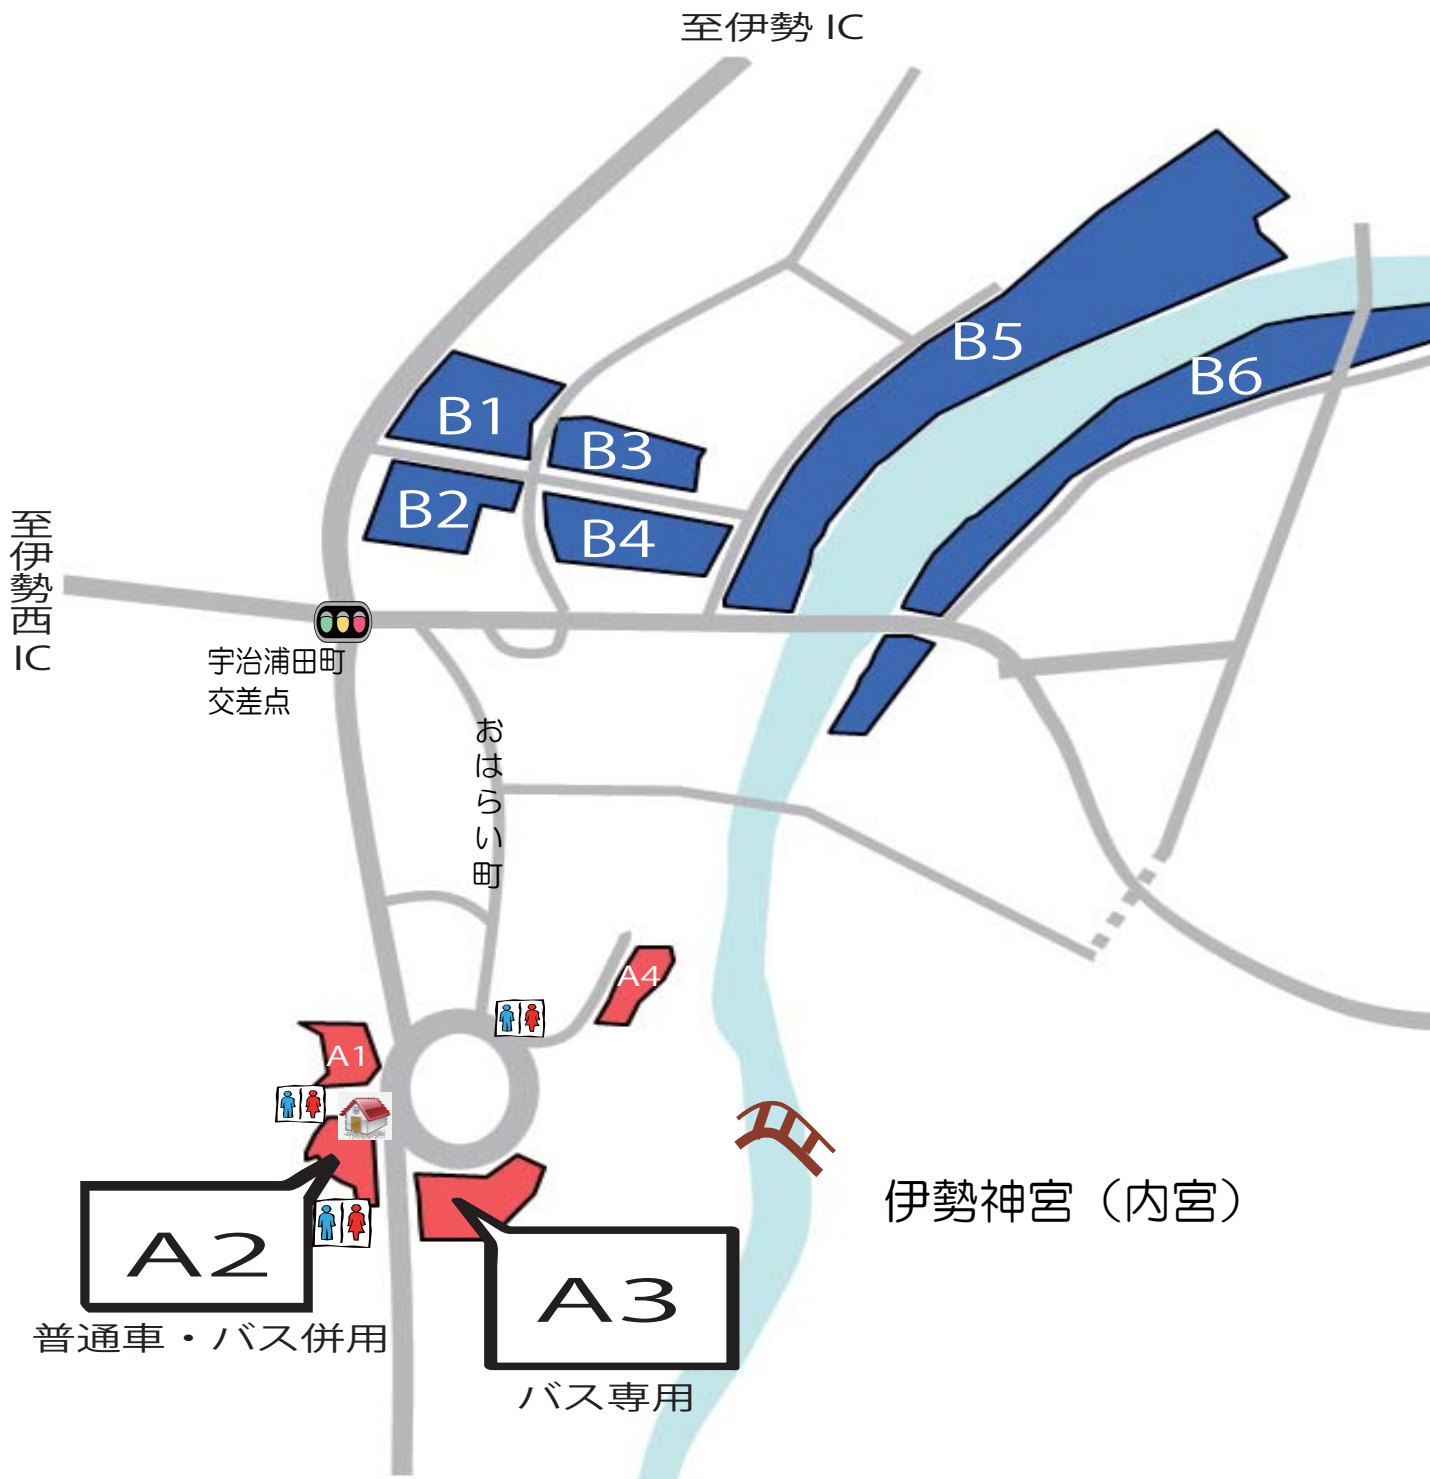 至伊勢 IC
B5
B6
B1
B3
B2
B4
至伊勢西IC
宇治浦田町
交差点
おはらい町
A4
A1
伊勢神宮（内宮）
A2
A3
普通車・バス併用
バス専用